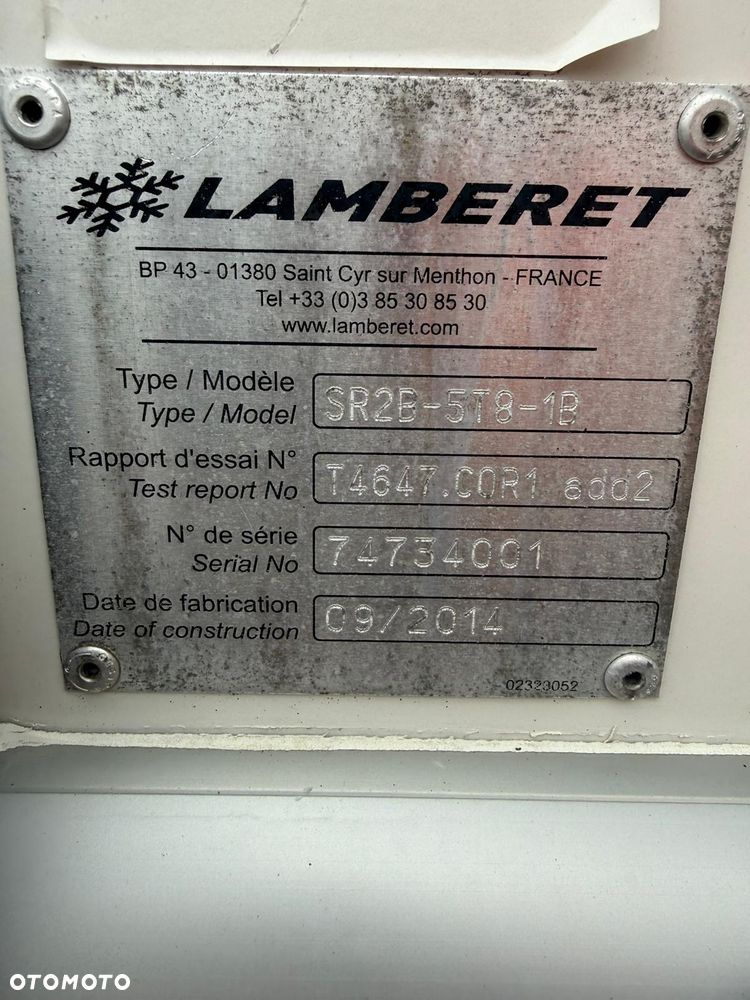 LAMBERET
BP 43 - 01380 Saint Cyr sur Menthon - FRANCE
Tel +33 (0)3 85 30 85 30
www.lamberet.com
Type / Modèle
Type / Model
SR2B-5T8-1B
Rapport d'essai N°
Test report No
T4647.COR1 add2
N° de série
Serial No
74734001
Date de fabrication
Date of construction
09/2014
02323052
OTOMOTO